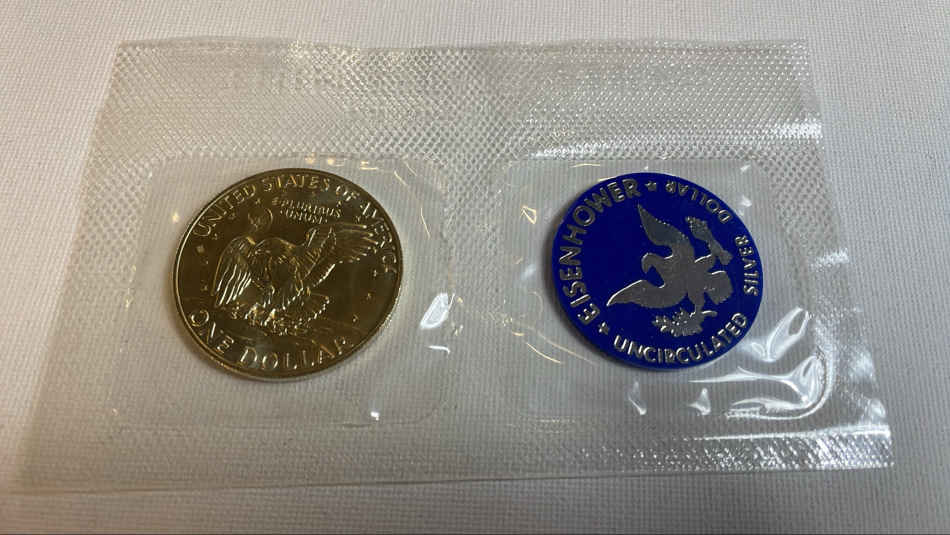 UNITED STATES OF AMERICA
E PLURIBUS
UNUM
ONE DOLLAR
EISENHOWER
DOLLAR
UNCIRCULATED
SILVER